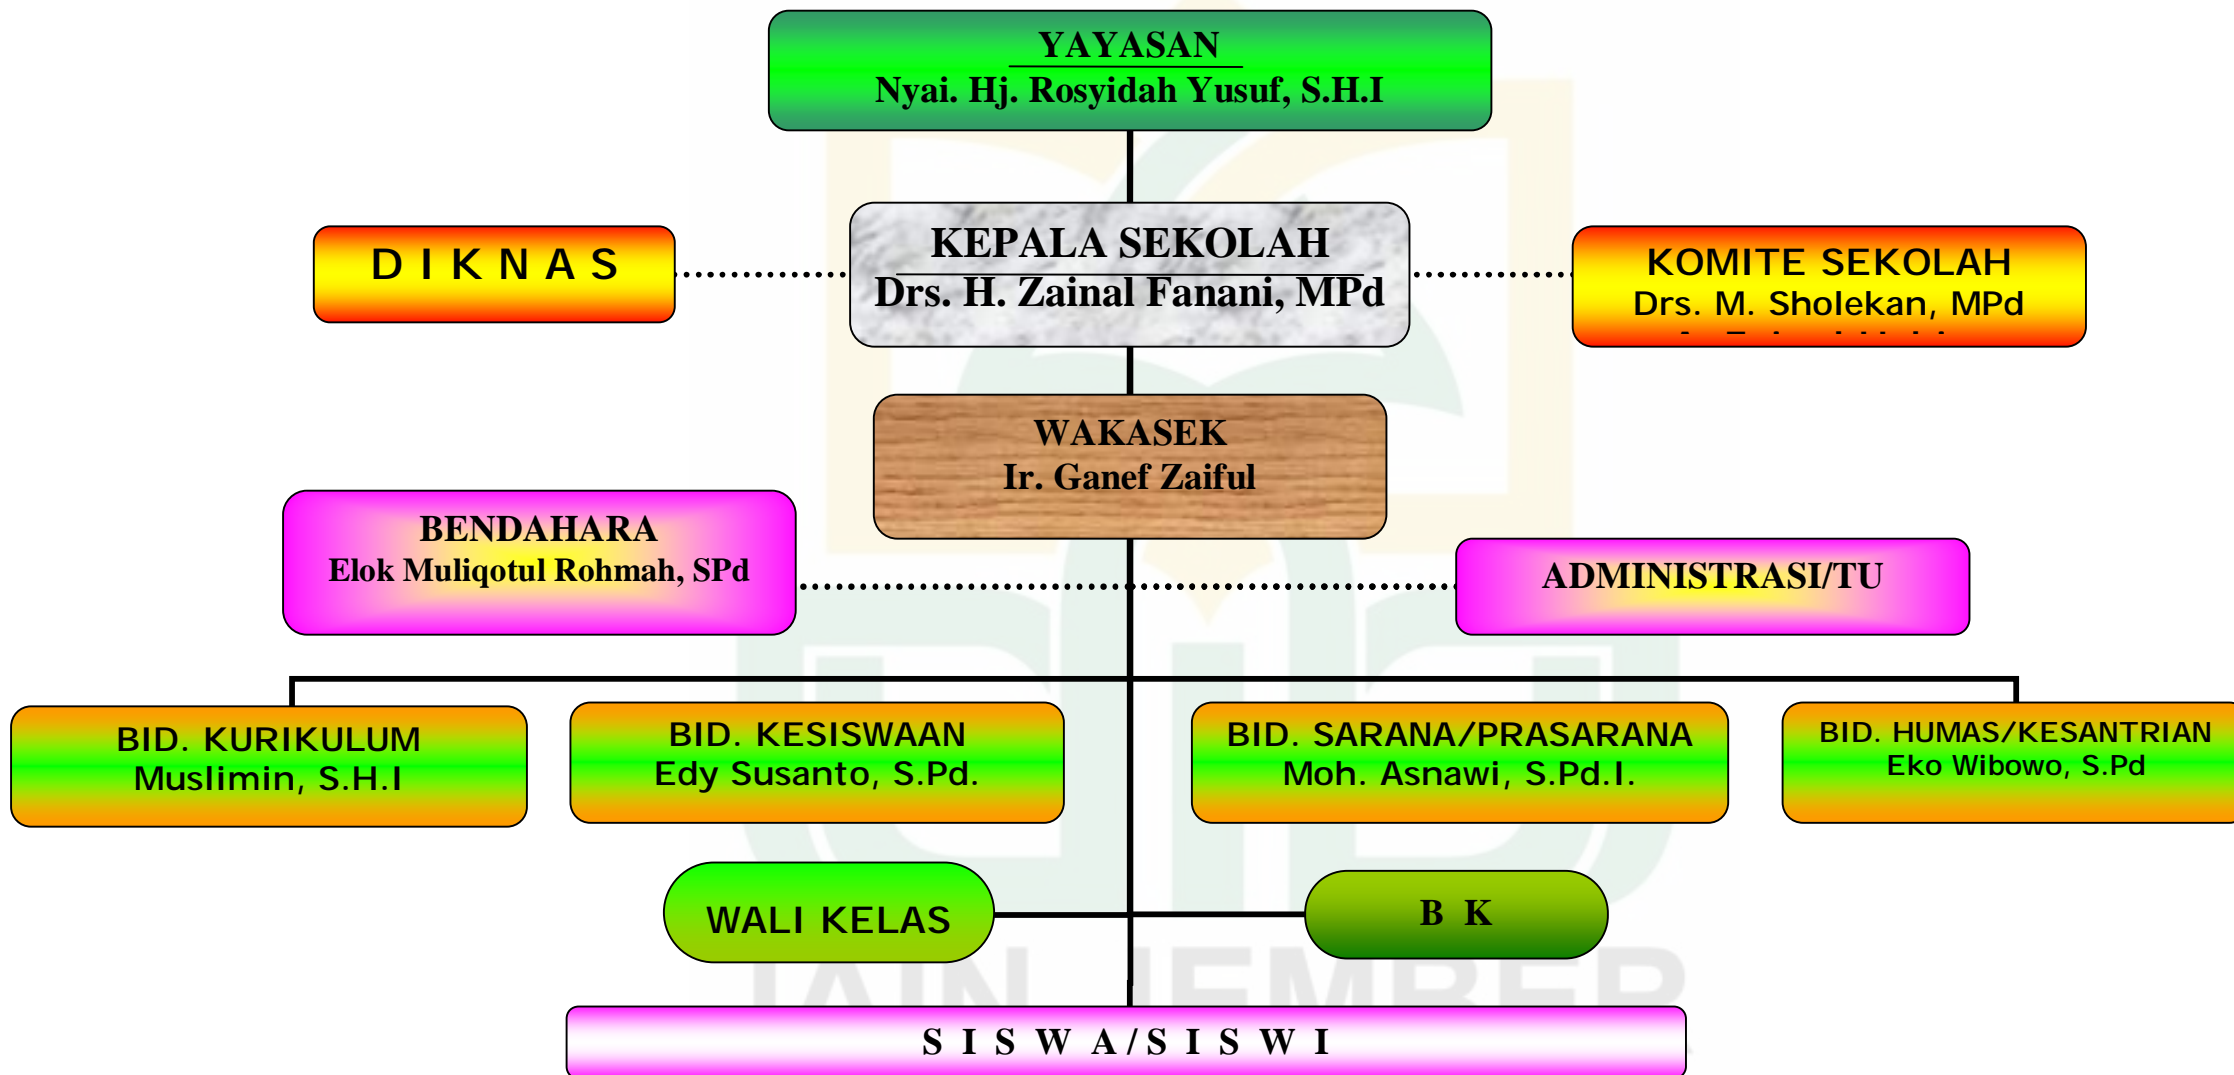 YAYASAN
Nyai. Hj. Rosyidah Yusuf, S.H.I
D I K N A S
KEPALA SEKOLAH
Drs. H. Zainal Fanani, MPd
KOMITE SEKOLAH
Drs. M. Sholekan, MPd
WAKASEK
Ir. Ganef Zaiful
BENDAHARA
Elok Muliqotul Rohmah, SPd
ADMINISTRASI/TU
BID. KURIKULUM
Muslimin, S.H.I
BID. KESISWAAN
Edy Susanto, S.Pd.
BID. SARANA/PRASARANA
Moh. Asnawi, S.Pd.I.
BID. HUMAS/KESANTRIAN
Eko Wibowo, S.Pd
WALI KELAS
B K
IAIN JEMBER
S I S W A / S I S W I